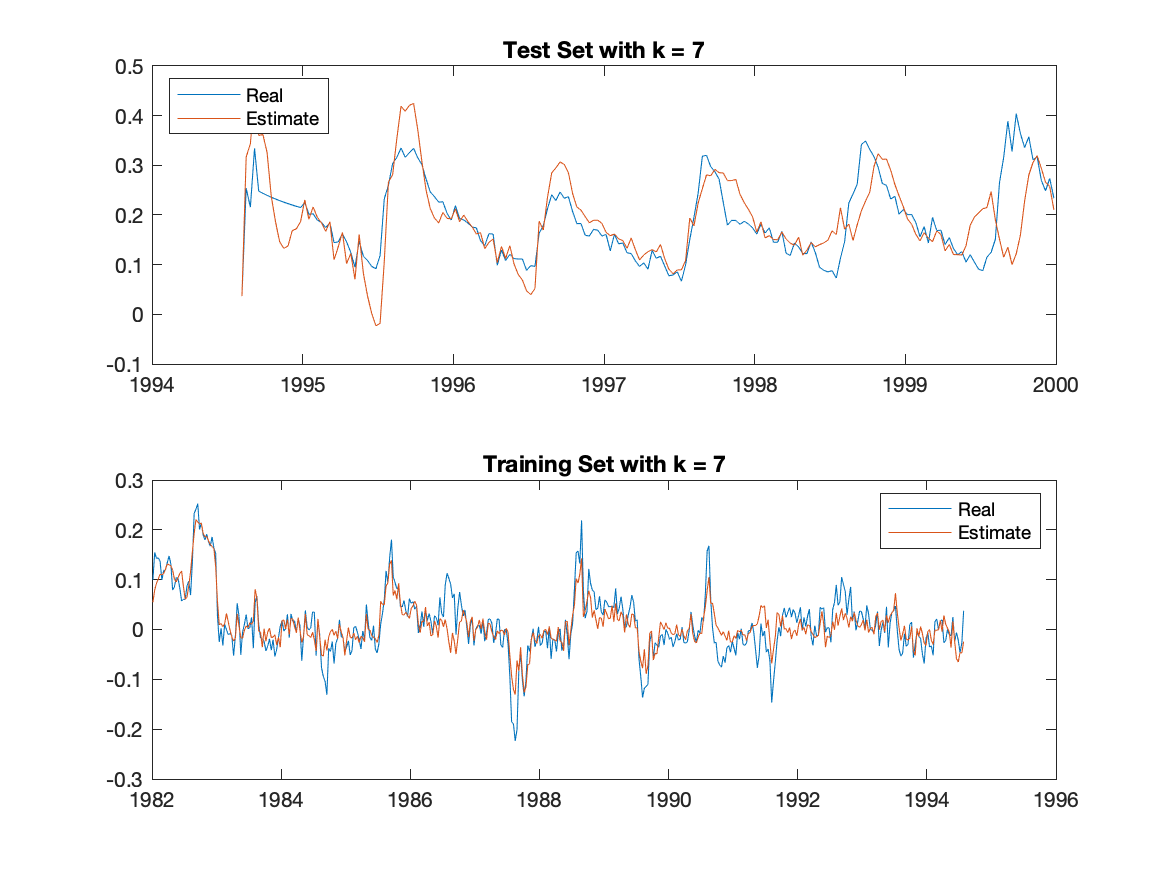 Test Set with k = 7
0.5
0.4
0.3
0.2
0.1
0
-0.1
Real
Estimate
1994 1995 1996 1997 1998 1999 2000
Training Set with k = 7
0.3
0.2
0.1
0
-0.1
-0.2
-0.3
Real
Estimate
1982 1984 1986 1988 1990 1992 1994 1996